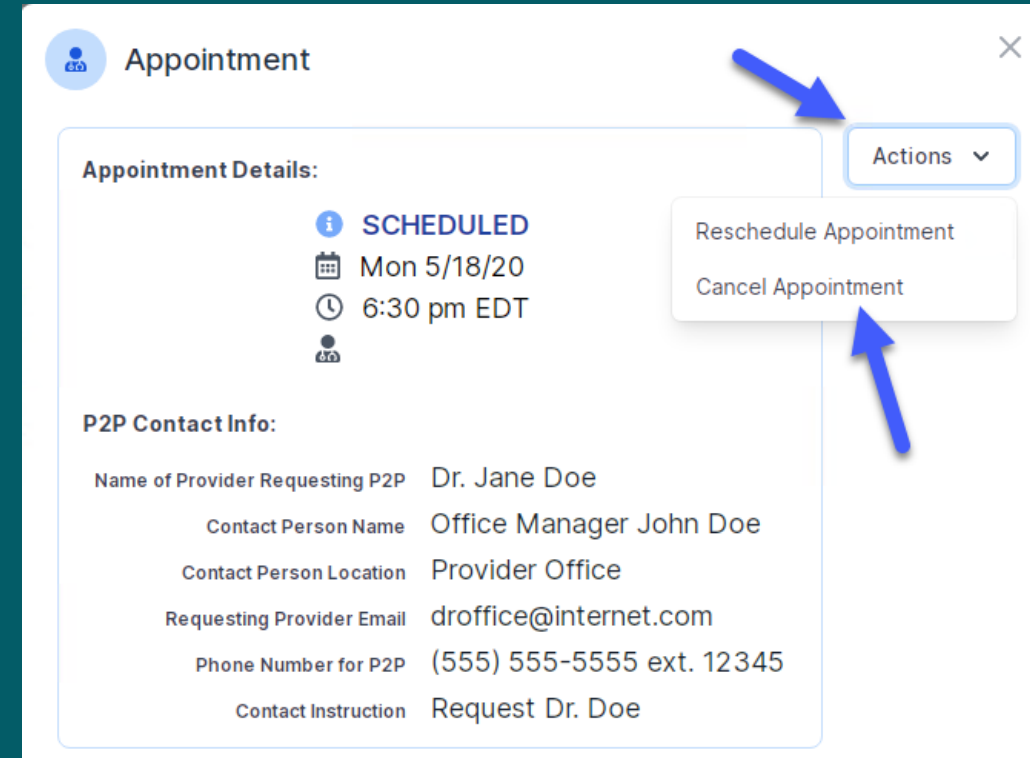 Appointment
Actions
Appointment Details:
SCHEDULED
Mon 5/18/20
6:30 pm EDT
Reschedule Appointment
Cancel Appointment
P2P Contact Info:
Name of Provider Requesting P2P Dr. Jane Doe
Contact Person Name Office Manager John Doe
Contact Person Location Provider Office
Requesting Provider Email droffice@internet.com
Phone Number for P2P (555) 555-5555 ext. 12345
Contact Instruction Request Dr. Doe